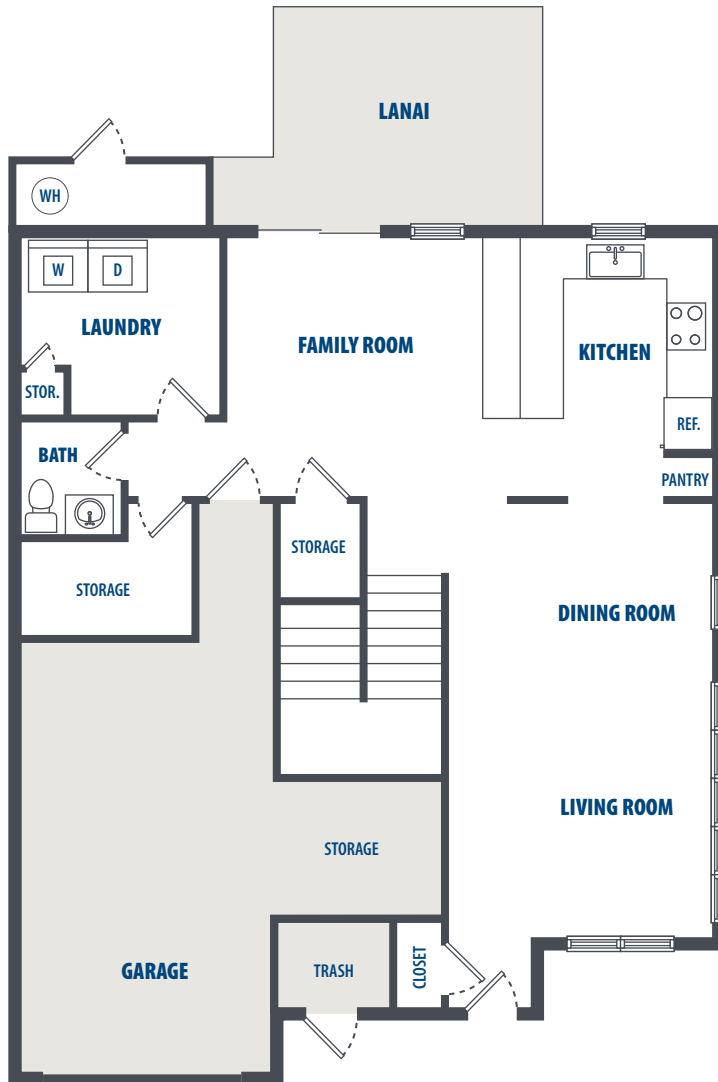 LANAI
WH
W
D
LAUNDRY
FAMILY ROOM
KITCHEN
STOR.
REF.
BATH
PANTRY
STORAGE
STORAGE
DINING ROOM
LIVING ROOM
STORAGE
GARAGE
TRASH
CLOSET